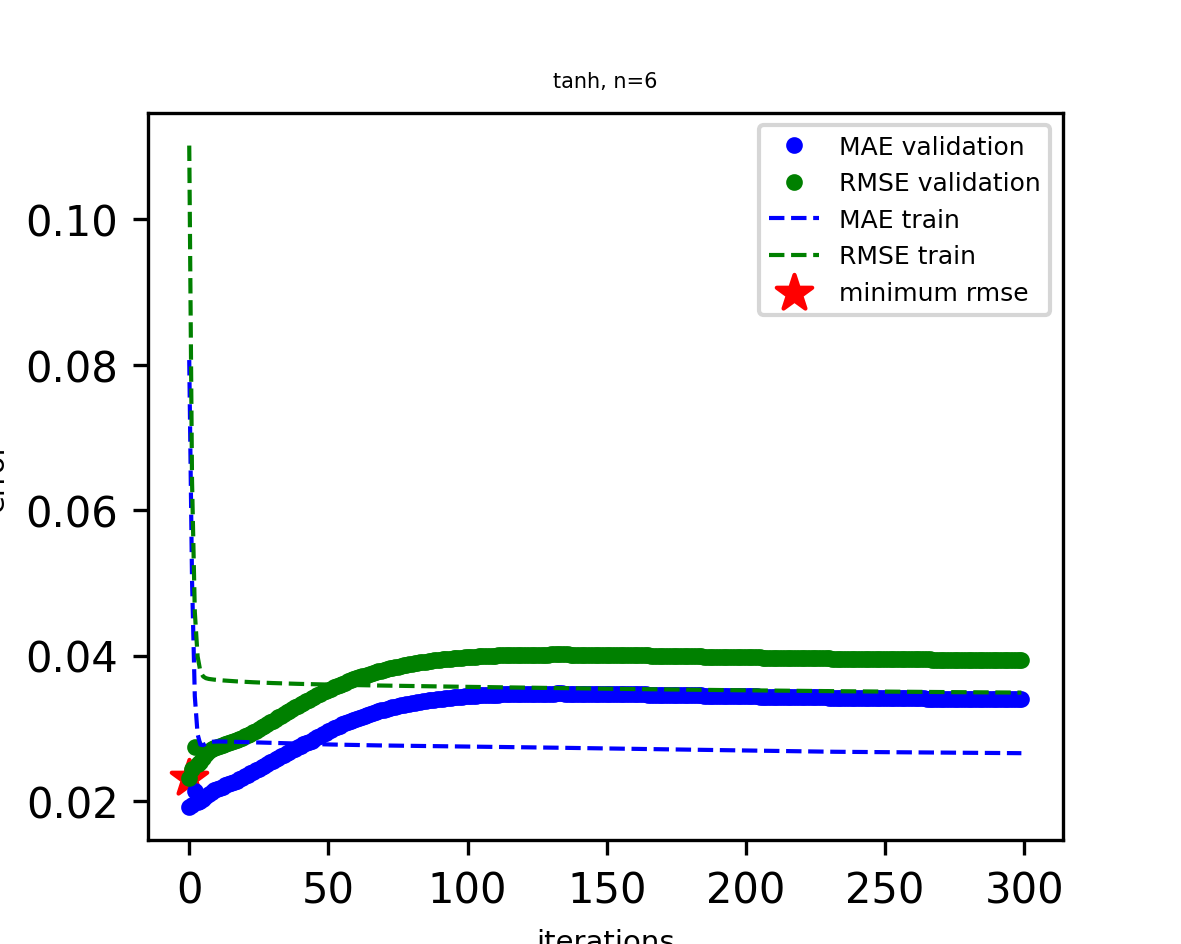 tanh, n=6
MAE validation
RMSE validation
MAE train
RMSE train
minimum rmse
0.10
0.08
0.06
0.04
0.02
error
0 50 100 150 200 250 300
iterations